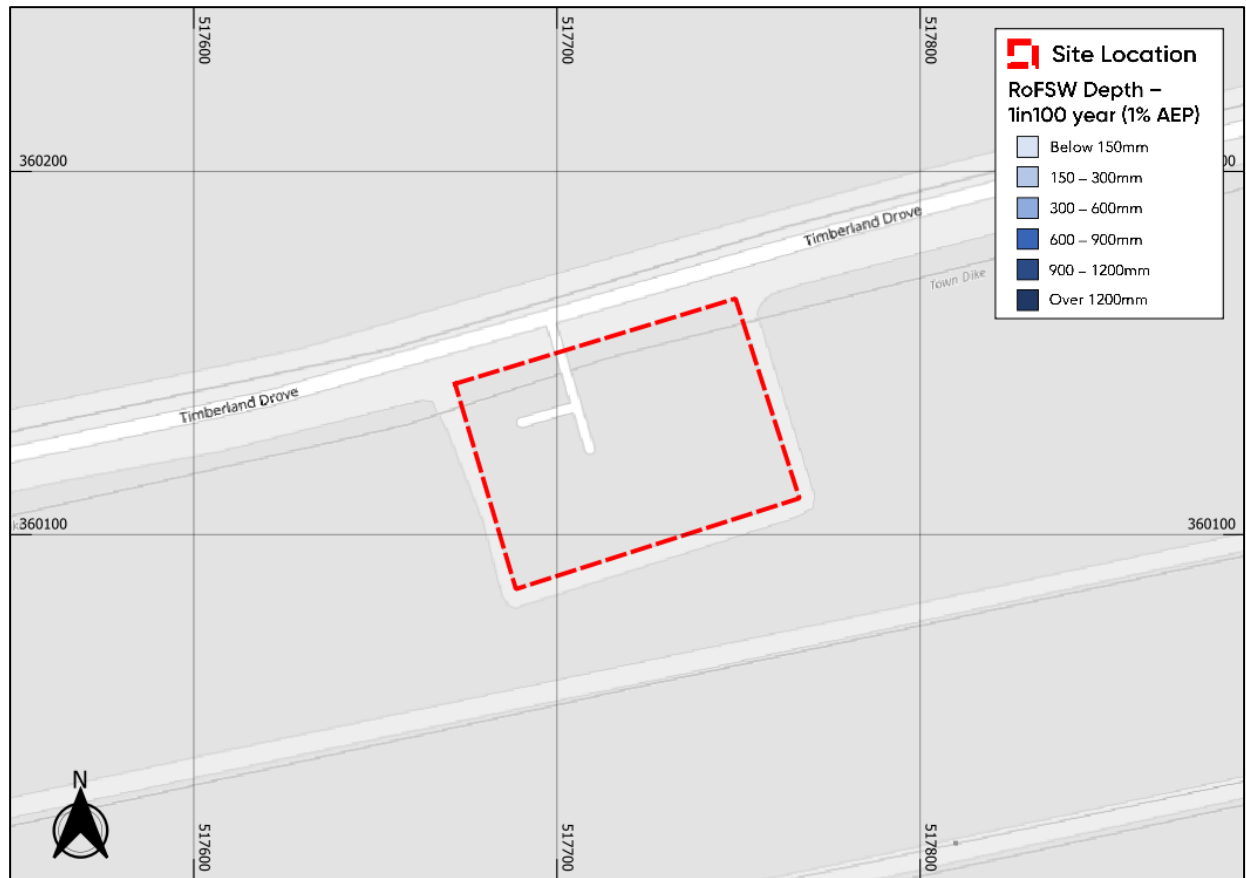 517600
517700
517800
Site Location
RoFSW Depth –
1in100 year (1% AEP)
Below 150mm
150 – 300mm
300 – 600mm
600 – 900mm
900 – 1200mm
Over 1200mm
360200
00
Timberland Drove
Town Dike
Timberland Drove
k
360100
360100
N
517600
517700
517800